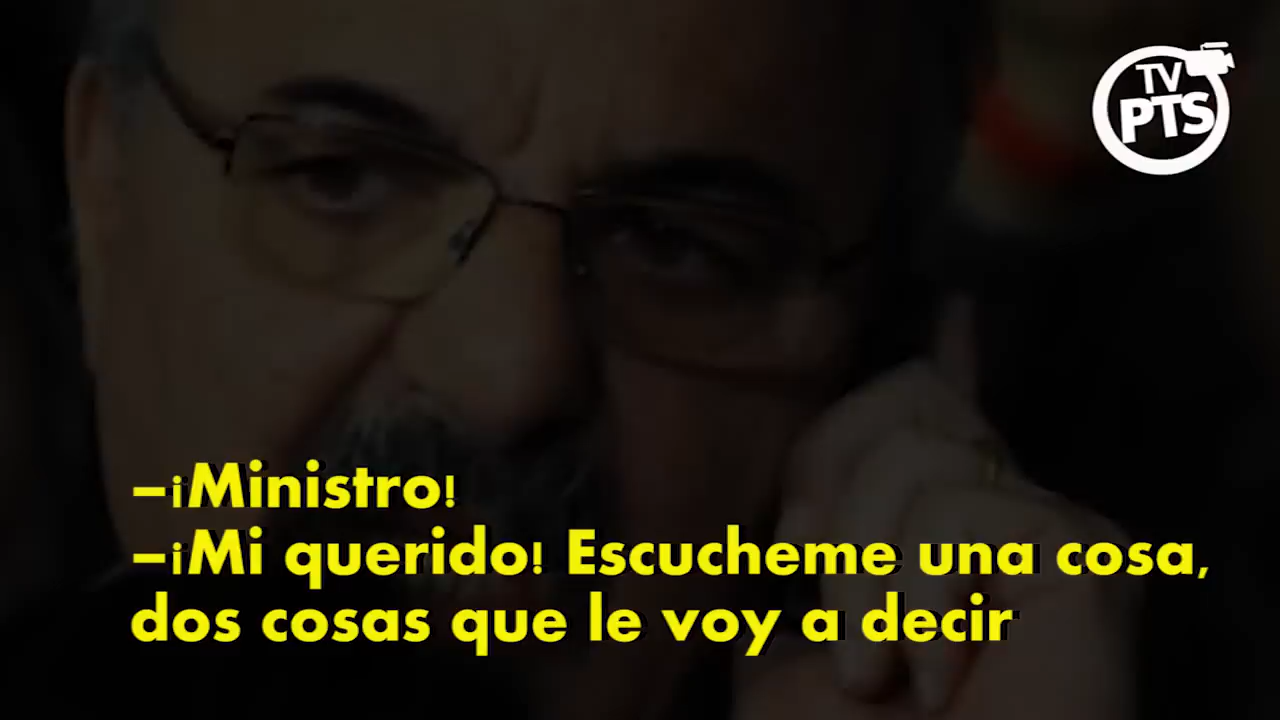 TV
PTS
–¡Ministro!
–¡Mi querido! Escucheme una cosa,
dos cosas que le voy a decir